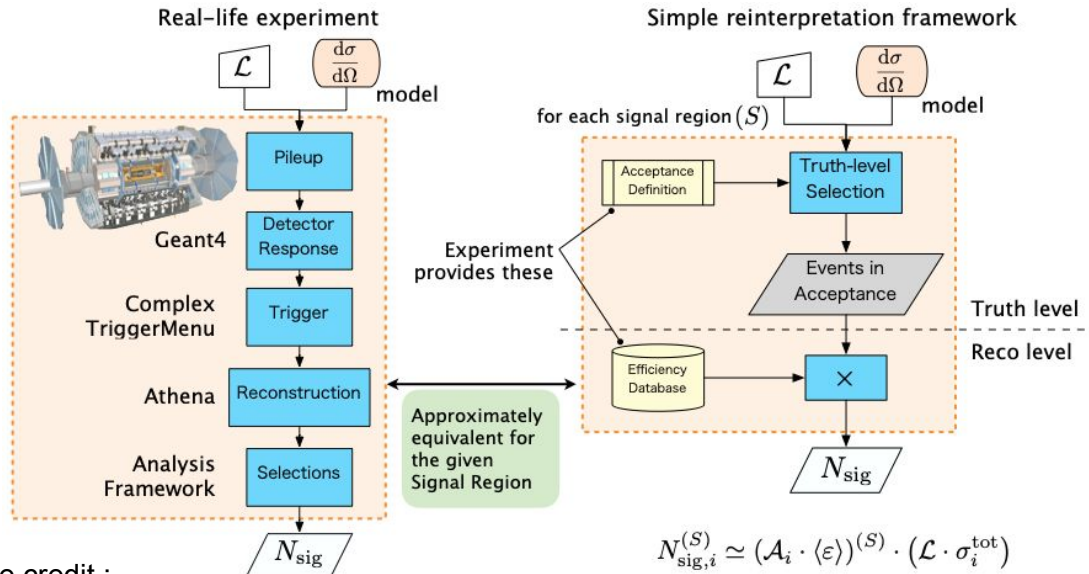 Real-life experiment
ℒ
dσ
dΩ
model
Pileup
Geant4
Detector
Response
Complex
TriggerMenu
Trigger
Athena
Reconstruction
Analysis
Framework
Selections
N_sig
Approximately
equivalent for
the given
Signal Region
Simple reinterpretation framework
ℒ
dσ
dΩ
model
for each signal region (S)
Acceptance
Definition
Truth-level
Selection
Experiment
provides these
Events in
Acceptance
Truth level
Reco level
Efficiency
Database
×
N_sig
N_{sig,i}^{(S)} ≃ (𝒜_i · ⟨ε⟩)^{(S)} · (ℒ · σ_i^{tot})